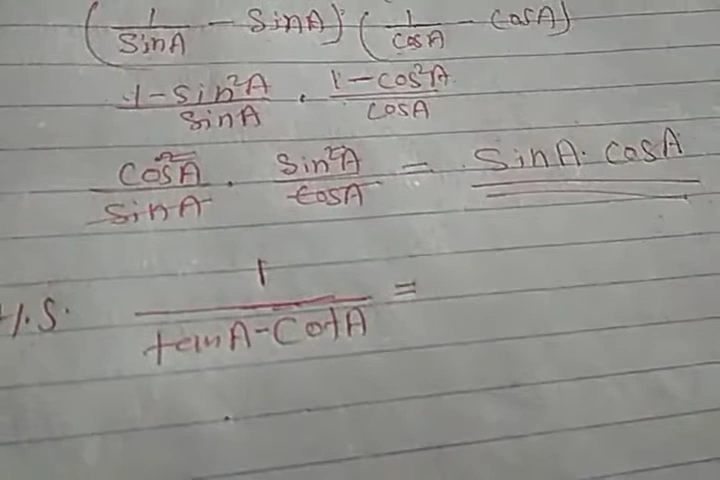 (1/SinA - SinA) (1/CosA - CosA)
1-sin²A/sinA . 1-cos²A/cosA
Cos²A/SinA . Sin²A/CosA = SinA. CosA
H.S. 1/tanA-CotA =